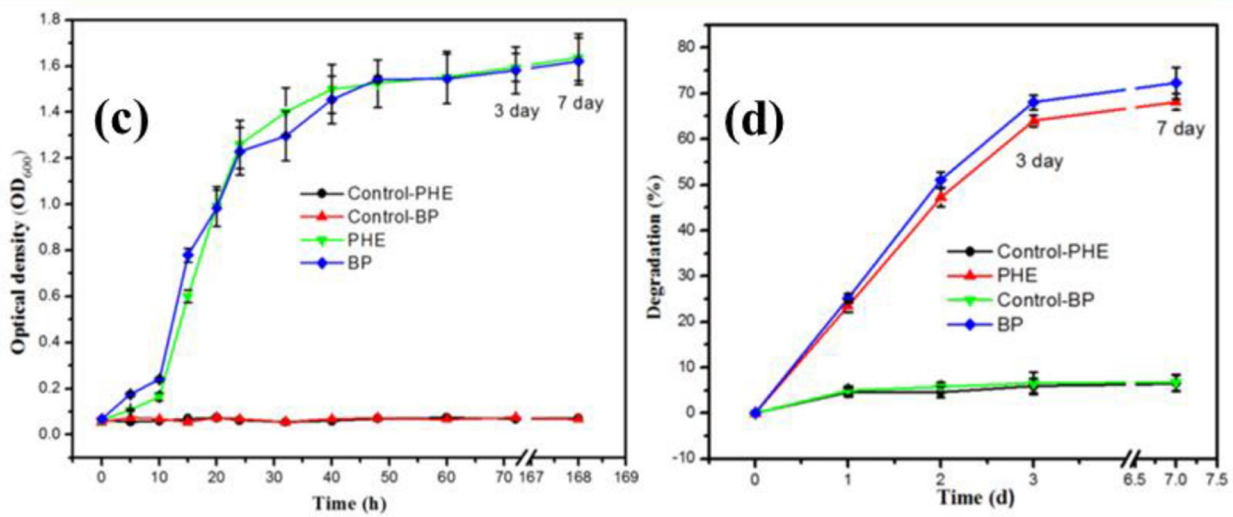 (c)
Optical density (OD600)
1.8
1.6
1.4
1.2
1.0
0.8
0.6
0.4
0.2
0.0
3 day
7 day
Control-PHE
Control-BP
PHE
BP
0 10 20 30 40 50 60 70 167 168 169
Time (h)
(d)
Degradation (%)
80
70
60
50
40
30
20
10
0
-10
3 day
7 day
Control-PHE
PHE
Control-BP
BP
0 1 2 3 6.5 7.0 7.5
Time (d)